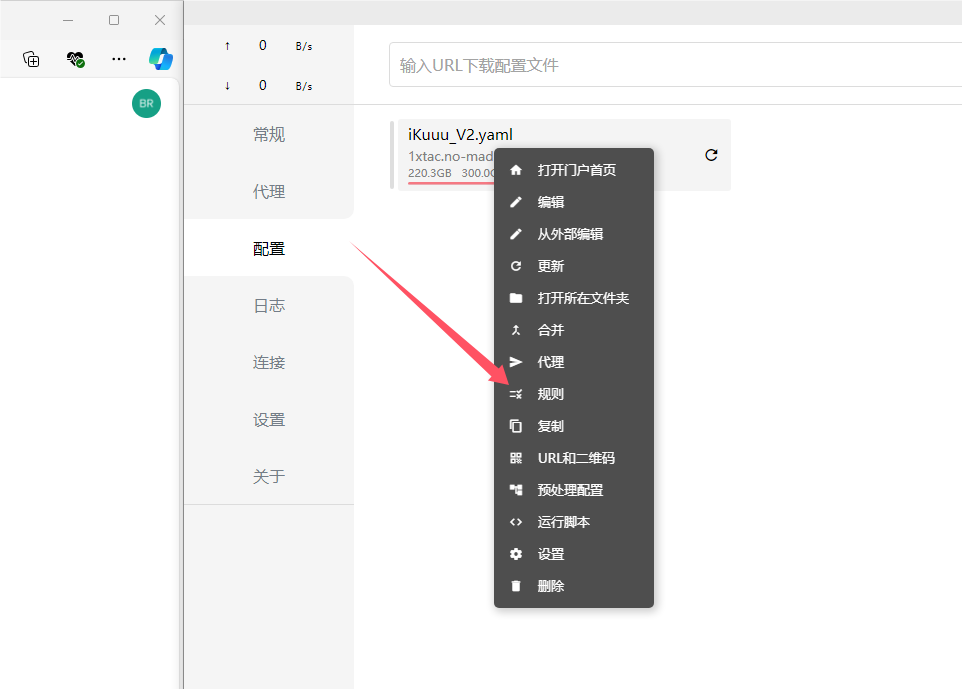 BR
↑ 0 B/s
↓ 0 B/s
常规
代理
配置
日志
连接
设置
关于
输入URL下载配置文件
iKuuu_V2.yaml
1xtac.no-mad
220.3GB 300.0G
打开门户首页
编辑
从外部编辑
更新
打开所在文件夹
合并
代理
规则
复制
URL和二维码
预处理配置
运行脚本
设置
删除